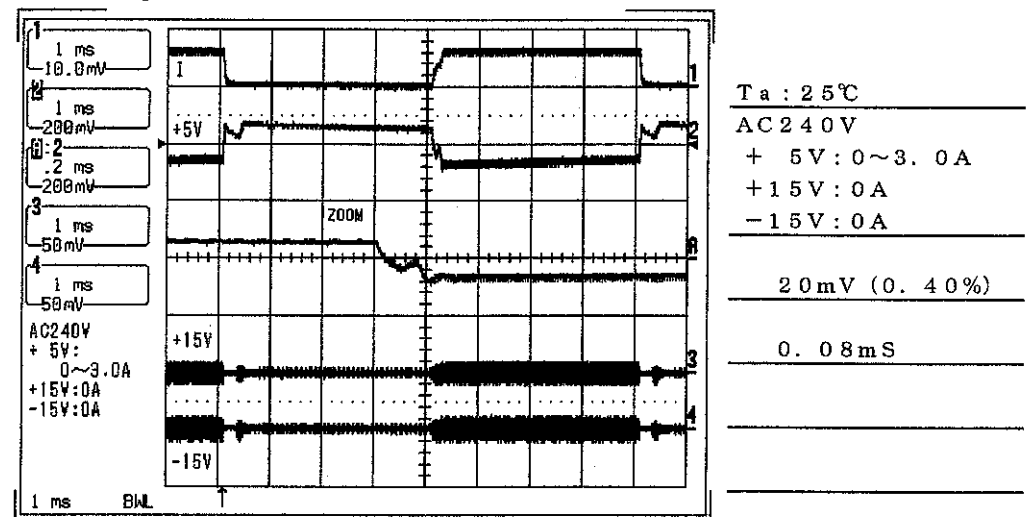 1
1 ms
10.0mV
I
1
2
1 ms
200mV
+5V
2
B:2
.2 ms
200mV
3
1 ms
50mV
ZOOM
B
4
1 ms
50mV
AC240V
+ 5V:
0~3.0A
+15V:0A
-15V:0A
+15V
3
4
-15V
1 ms BWL
↑
Ta:25℃
AC240V
+ 5V:0~3.0A
+15V:0A
−15V:0A
20mV (0.40%)
0.08mS